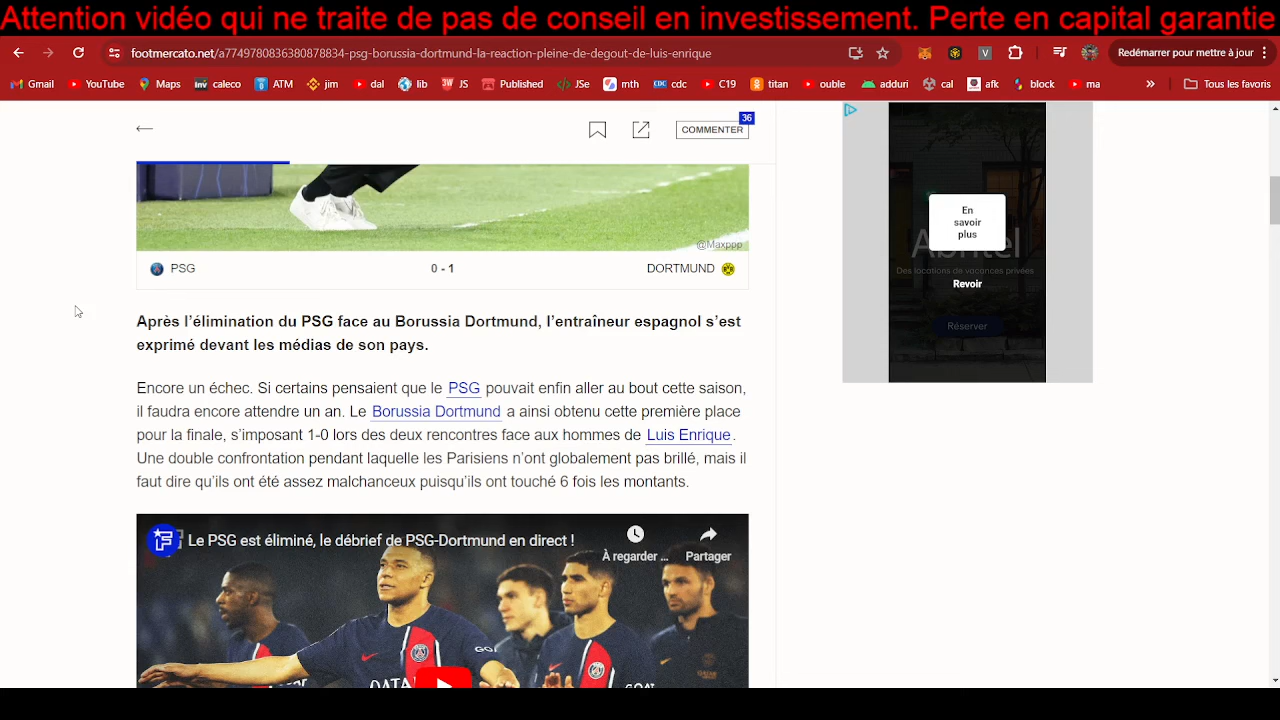 Attention vidéo qui ne traite de pas de conseil en investissement. Perte en capital garantie
footmercato.net/a7749780836380878834-psg-borussia-dortmund-la-reaction-pleine-de-degout-de-luis-enrique
Redémarrer pour mettre à jour
Gmail YouTube Maps caleco ATM jim dal lib JS Published JSe mth cdc C19 titan ouble adduri cal afk block ma » Tous les favoris
36
COMMENTER
@Maxppp
PSG 0 - 1 DORTMUND
Après l’élimination du PSG face au Borussia Dortmund, l’entraîneur espagnol s’est
exprimé devant les médias de son pays.
Encore un échec. Si certains pensaient que le PSG pouvait enfin aller au bout cette saison,
il faudra encore attendre un an. Le Borussia Dortmund a ainsi obtenu cette première place
pour la finale, s’imposant 1-0 lors des deux rencontres face aux hommes de Luis Enrique.
Une double confrontation pendant laquelle les Parisiens n’ont globalement pas brillé, mais il
faut dire qu’ils ont été assez malchanceux puisqu’ils ont touché 6 fois les montants.
Le PSG est éliminé, le débrief de PSG-Dortmund en direct !
À regarder ...
Partager
En
savoir
plus
Abritel
Des locations de vacances privées
Revoir
Réserver